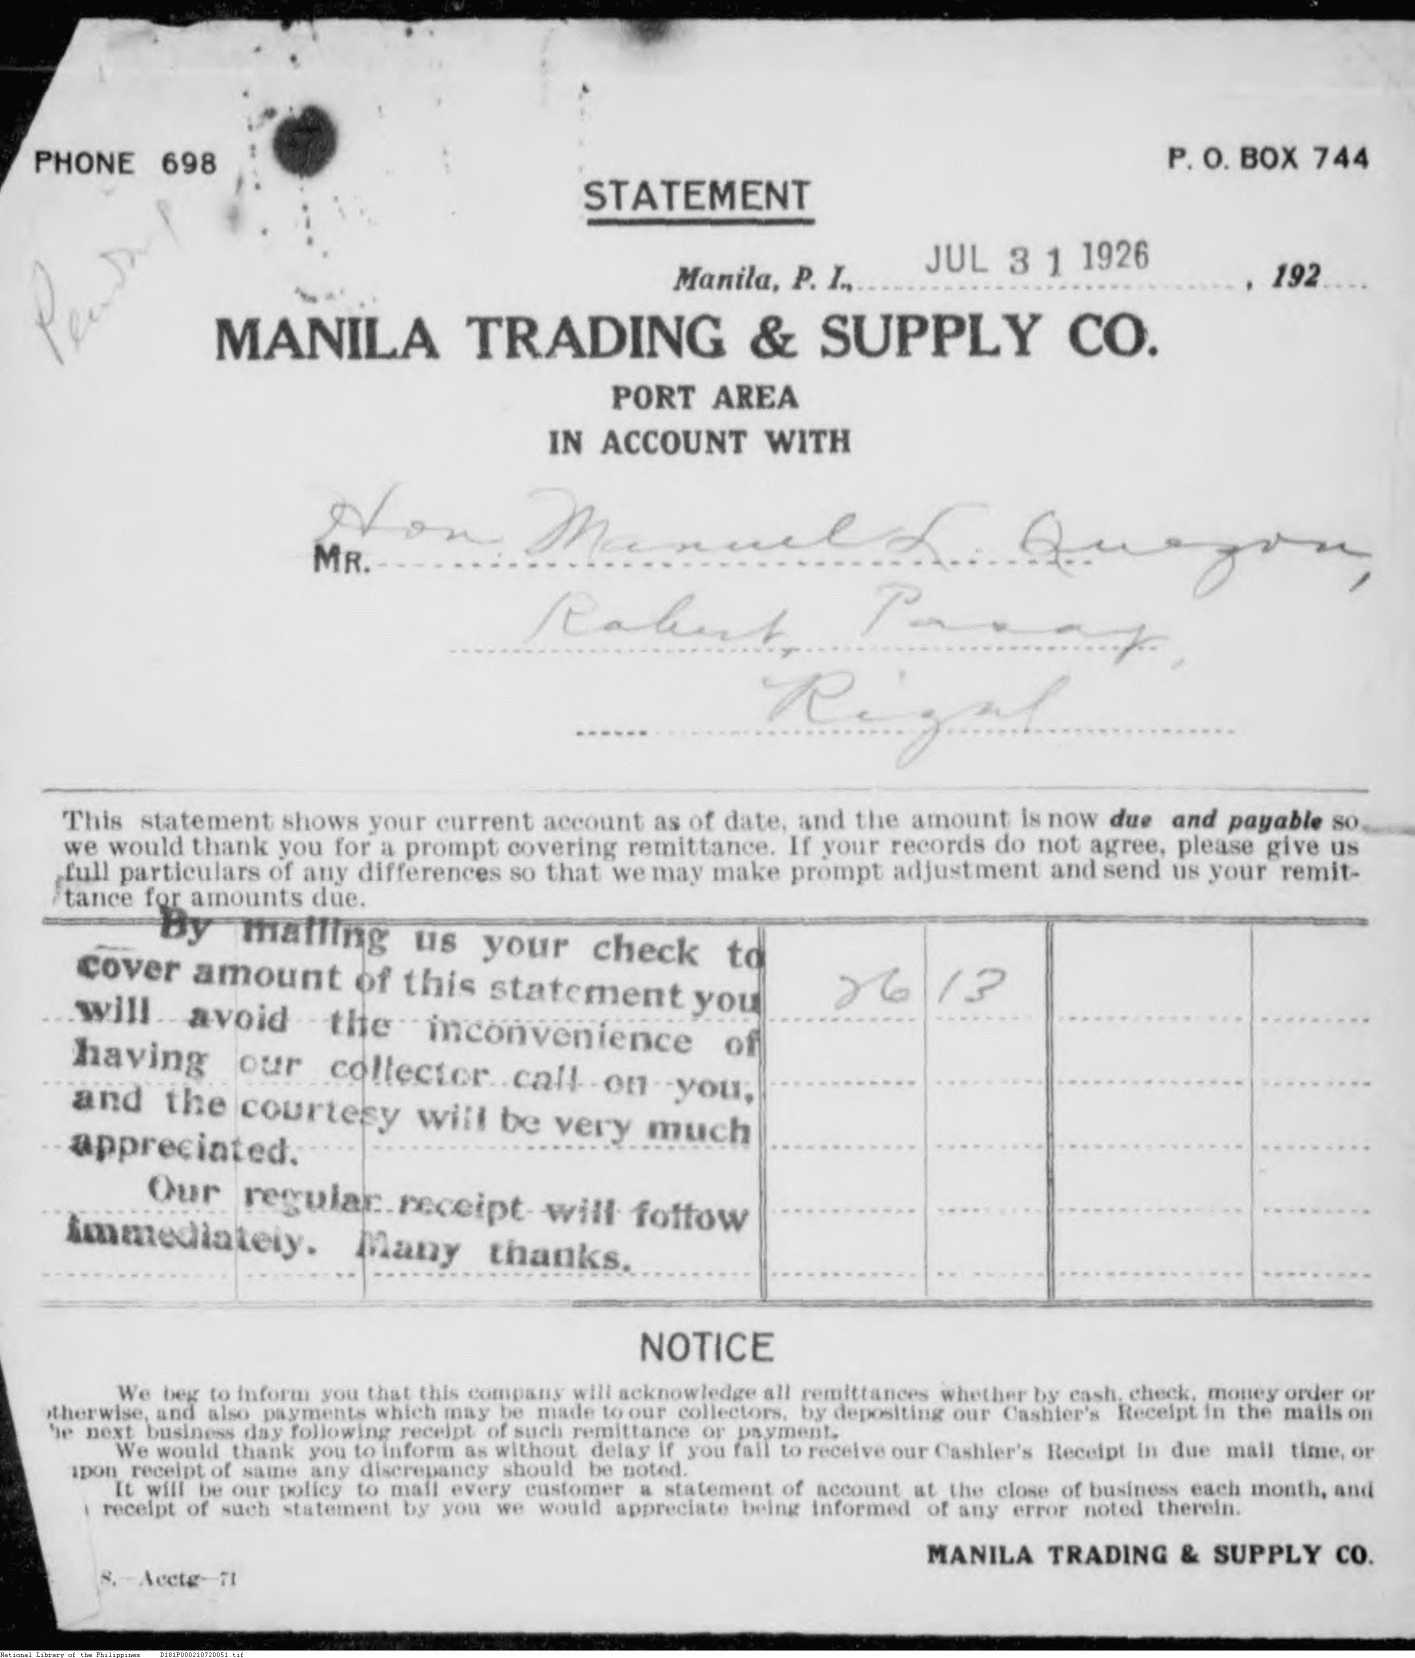 PHONE 698
P. O. BOX 744
STATEMENT
Manila, P. I., JUL 31 1926, 192
MANILA TRADING & SUPPLY CO.
PORT AREA
IN ACCOUNT WITH
MR. Hon. Manuel L. Quezon,
Robert, Pasay,
Rizal
This statement shows your current account as of date, and the amount is now due and payable so
we would thank you for a prompt covering remittance. If your records do not agree, please give us
full particulars of any differences so that we may make prompt adjustment and send us your remit-
tance for amounts due.
By mailing us your check to
cover amount of this statement you
will avoid the inconvenience of
having our collector call on you,
and the courtesy will be very much
appreciated.
Our regular receipt will follow
immediately. Many thanks.
26 13
NOTICE
We beg to inform you that this company will acknowledge all remittances whether by cash, check, money order or
otherwise, and also payments which may be made to our collectors, by depositing our Cashier's Receipt in the mails on
he next business day following receipt of such remittance or payment.
We would thank you to inform as without delay if you fail to receive our Cashier's Receipt in due mail time, or
upon receipt of same any discrepancy should be noted.
It will be our policy to mail every customer a statement of account at the close of business each month, and
receipt of such statement by you we would appreciate being informed of any error noted therein.
MANILA TRADING & SUPPLY CO.
S.—Acctg—71
National Library of the Philippines D181P000210720051.tif